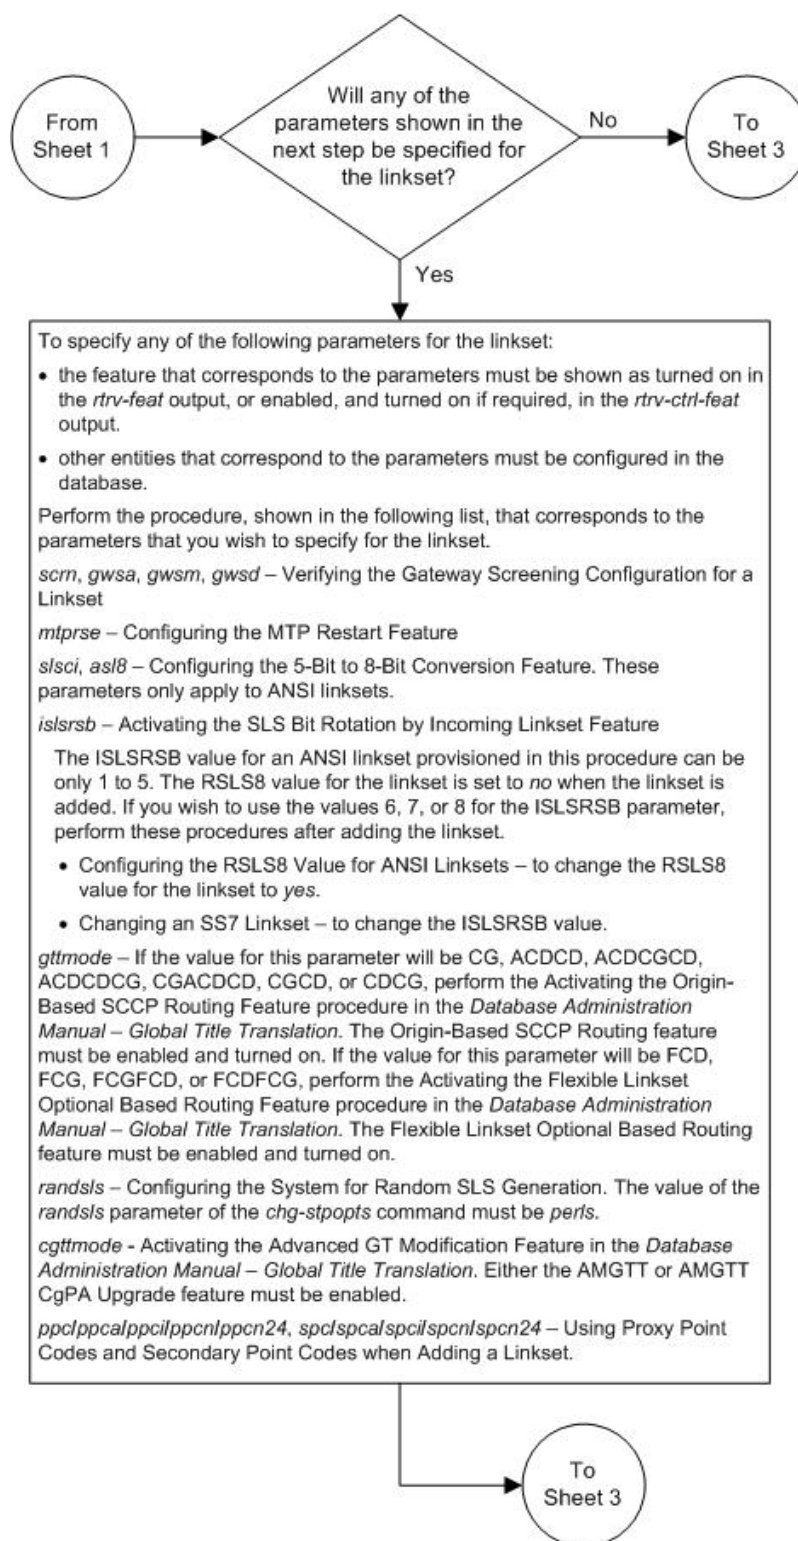 From
Sheet 1
Will any of the
parameters shown in the
next step be specified for
the linkset?
No
To
Sheet 3
Yes
To specify any of the following parameters for the linkset:
• the feature that corresponds to the parameters must be shown as turned on in
the rtrv-feat output, or enabled, and turned on if required, in the rtrv-ctrl-feat
output.
• other entities that correspond to the parameters must be configured in the
database.
Perform the procedure, shown in the following list, that corresponds to the
parameters that you wish to specify for the linkset.
scrn, gwsa, gwsm, gwsd – Verifying the Gateway Screening Configuration for a
Linkset
mtprse – Configuring the MTP Restart Feature
slsci, asl8 – Configuring the 5-Bit to 8-Bit Conversion Feature. These
parameters only apply to ANSI linksets.
islsrsb – Activating the SLS Bit Rotation by Incoming Linkset Feature
The ISLSRSB value for an ANSI linkset provisioned in this procedure can be
only 1 to 5. The RSLS8 value for the linkset is set to no when the linkset is
added. If you wish to use the values 6, 7, or 8 for the ISLSRSB parameter,
perform these procedures after adding the linkset.
• Configuring the RSLS8 Value for ANSI Linksets – to change the RSLS8
value for the linkset to yes.
• Changing an SS7 Linkset – to change the ISLSRSB value.
gttmode – If the value for this parameter will be CG, ACDCD, ACDCGCD,
ACDCDCG, CGACDCD, CGCD, or CDCG, perform the Activating the Origin-
Based SCCP Routing Feature procedure in the Database Administration
Manual – Global Title Translation. The Origin-Based SCCP Routing feature
must be enabled and turned on. If the value for this parameter will be FCD,
FCG, FCGFCD, or FCDFCG, perform the Activating the Flexible Linkset
Optional Based Routing Feature procedure in the Database Administration
Manual – Global Title Translation. The Flexible Linkset Optional Based Routing
feature must be enabled and turned on.
randsls – Configuring the System for Random SLS Generation. The value of the
randsls parameter of the chg-stpopts command must be perls.
cgttmode - Activating the Advanced GT Modification Feature in the Database
Administration Manual – Global Title Translation. Either the AMGTT or AMGTT
CgPA Upgrade feature must be enabled.
ppc/ppca/ppci/ppcn/ppcn24, spc/spca/spci/spcn/spcn24 – Using Proxy Point
Codes and Secondary Point Codes when Adding a Linkset.
To
Sheet 3